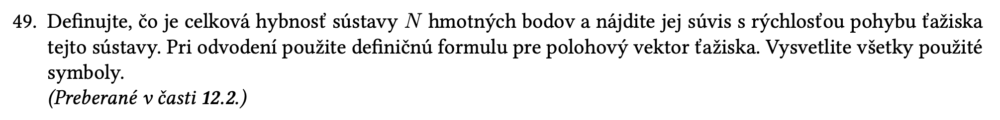 49. Definujte, čo je celková hybnosť sústavy N hmotných bodov a nájdite jej súvis s rýchlosťou pohybu ťažiska
tejto sústavy. Pri odvodení použite definičnú formulu pre polohový vektor ťažiska. Vysvetlite všetky použité
symboly.
(Preberané v časti 12.2.)